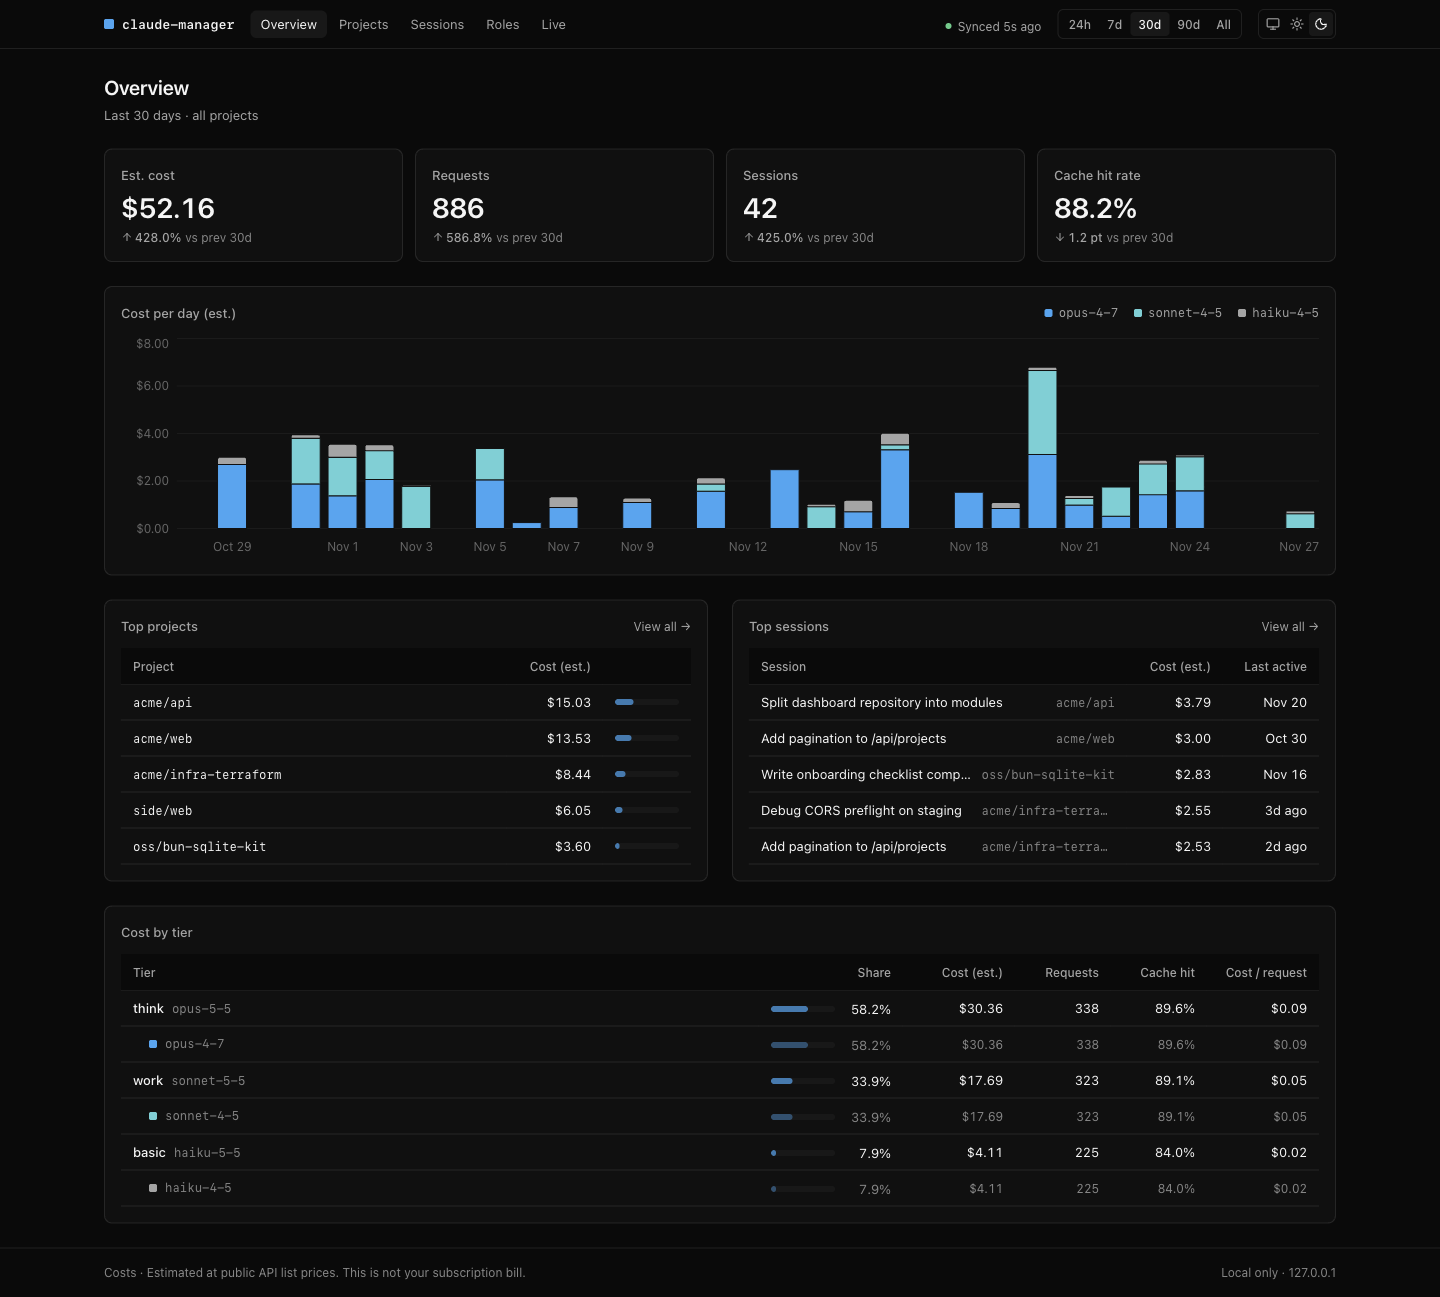 claude-manager Overview Projects Sessions Roles Live Synced 5s ago 24h 7d 30d 90d All
Overview
Last 30 days · all projects
Est. cost
$52.16
↑ 428.0% vs prev 30d
Requests
886
↑ 586.8% vs prev 30d
Sessions
42
↑ 425.0% vs prev 30d
Cache hit rate
88.2%
↓ 1.2 pt vs prev 30d
Cost per day (est.) opus-4-7 sonnet-4-5 haiku-4-5
$8.00
$6.00
$4.00
$2.00
$0.00
Oct 29 Nov 1 Nov 3 Nov 5 Nov 7 Nov 9 Nov 12 Nov 15 Nov 18 Nov 21 Nov 24 Nov 27
Top projects View all →
Project Cost (est.)
acme/api $15.03
acme/web $13.53
acme/infra-terraform $8.44
side/web $6.05
oss/bun-sqlite-kit $3.60
Top sessions View all →
Session Cost (est.) Last active
Split dashboard repository into modules acme/api $3.79 Nov 20
Add pagination to /api/projects acme/web $3.00 Oct 30
Write onboarding checklist comp... oss/bun-sqlite-kit $2.83 Nov 16
Debug CORS preflight on staging acme/infra-terra… $2.55 3d ago
Add pagination to /api/projects acme/infra-terra… $2.53 2d ago
Cost by tier
Tier Share Cost (est.) Requests Cache hit Cost / request
think opus-5-5 58.2% $30.36 338 89.6% $0.09
opus-4-7 58.2% $30.36 338 89.6% $0.09
work sonnet-5-5 33.9% $17.69 323 89.1% $0.05
sonnet-4-5 33.9% $17.69 323 89.1% $0.05
basic haiku-5-5 7.9% $4.11 225 84.0% $0.02
haiku-4-5 7.9% $4.11 225 84.0% $0.02
Costs · Estimated at public API list prices. This is not your subscription bill. Local only · 127.0.0.1